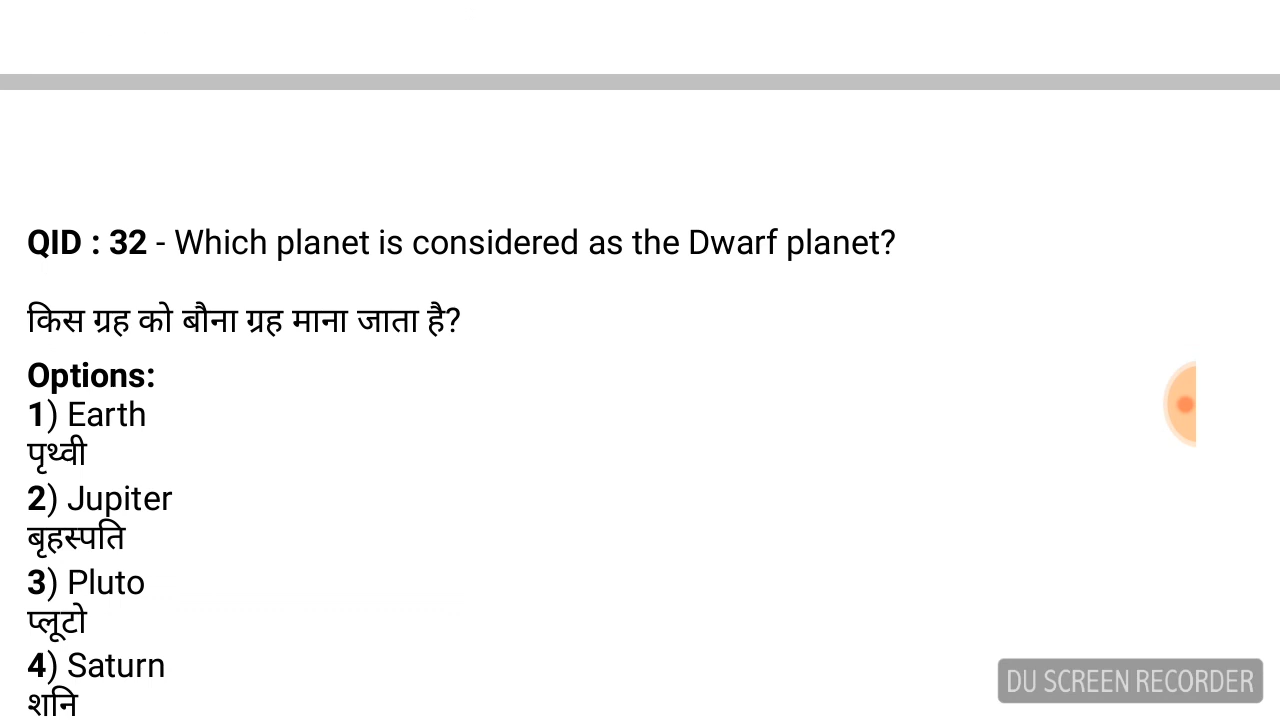 QID : 32 - Which planet is considered as the Dwarf planet?
किस ग्रह को बौना ग्रह माना जाता है?
Options:
1) Earth
पृथ्वी
2) Jupiter
बृहस्पति
3) Pluto
प्लूटो
4) Saturn
शनि
DU SCREEN RECORDER